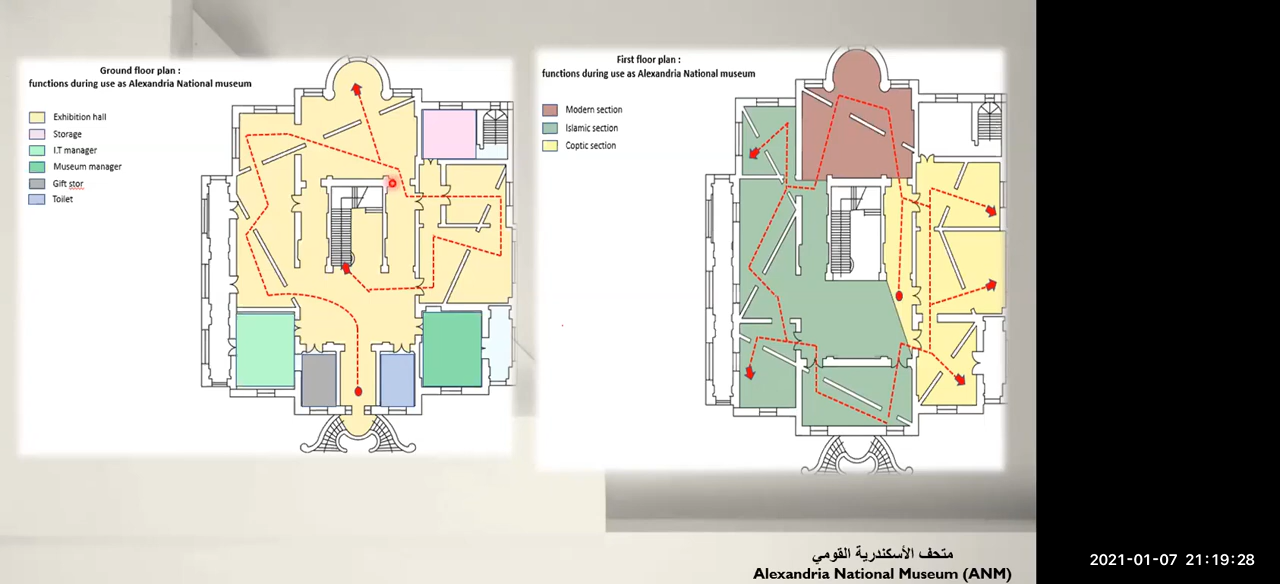 Ground floor plan :
functions during use as Alexandria National museum
Exhibition hall
Storage
I.T manager
Museum manager
Gift stor
Toilet
First floor plan :
functions during use as Alexandria National museum
Modern section
Islamic section
Coptic section
متحف الأسكندرية القومي
Alexandria National Museum (ANM)
2021-01-07 21:19:28